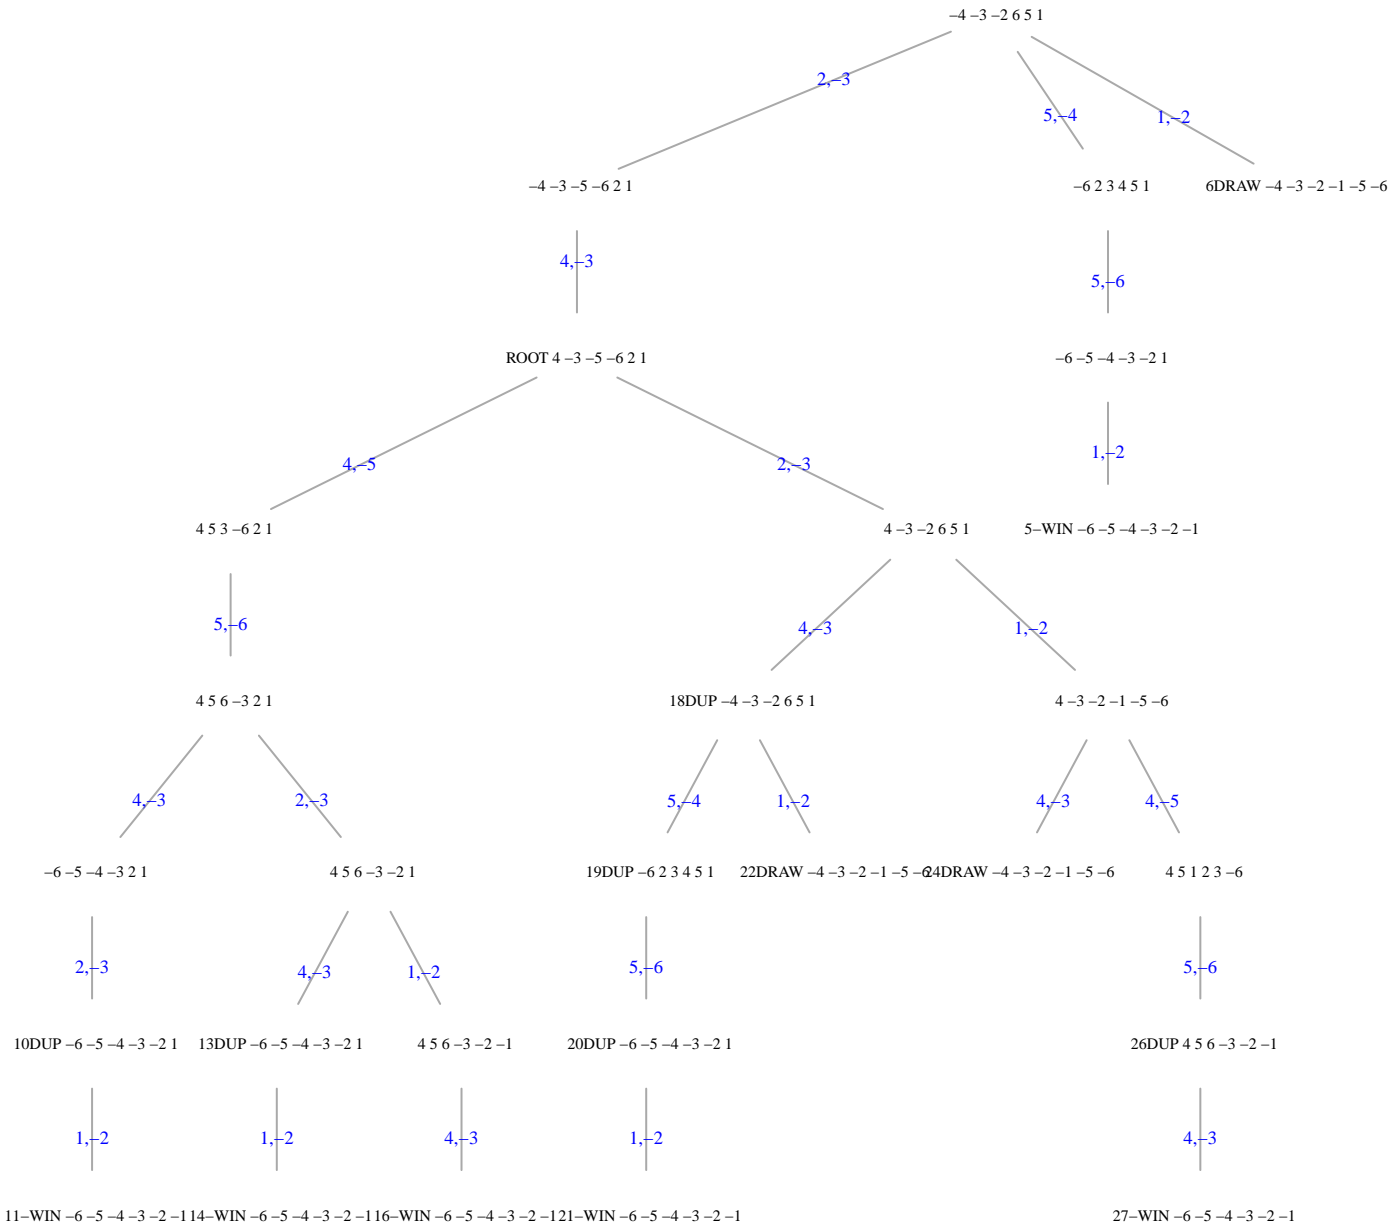 –4 –3 –2 6 5 1
2,–3
5,–4
1,–2
–4 –3 –5 –6 2 1
–6 2 3 4 5 1
6DRAW –4 –3 –2 –1 –5 –6
4,–3
5,–6
ROOT 4 –3 –5 –6 2 1
–6 –5 –4 –3 –2 1
4,–5
2,–3
1,–2
4 5 3 –6 2 1
4 –3 –2 6 5 1
5–WIN –6 –5 –4 –3 –2 –1
5,–6
4,–3
1,–2
4 5 6 –3 2 1
18DUP –4 –3 –2 6 5 1
4 –3 –2 –1 –5 –6
4,–3
2,–3
5,–4
1,–2
4,–3
4,–5
–6 –5 –4 –3 2 1
4 5 6 –3 –2 1
19DUP –6 2 3 4 5 1
22DRAW –4 –3 –2 –1 –5 –6
24DRAW –4 –3 –2 –1 –5 –6
4 5 1 2 3 –6
2,–3
4,–3
1,–2
5,–6
5,–6
10DUP –6 –5 –4 –3 –2 1
13DUP –6 –5 –4 –3 –2 1
4 5 6 –3 –2 –1
20DUP –6 –5 –4 –3 –2 1
26DUP 4 5 6 –3 –2 –1
1,–2
1,–2
4,–3
1,–2
4,–3
11–WIN –6 –5 –4 –3 –2 –1
14–WIN –6 –5 –4 –3 –2 –1
16–WIN –6 –5 –4 –3 –2 –1
21–WIN –6 –5 –4 –3 –2 –1
27–WIN –6 –5 –4 –3 –2 –1